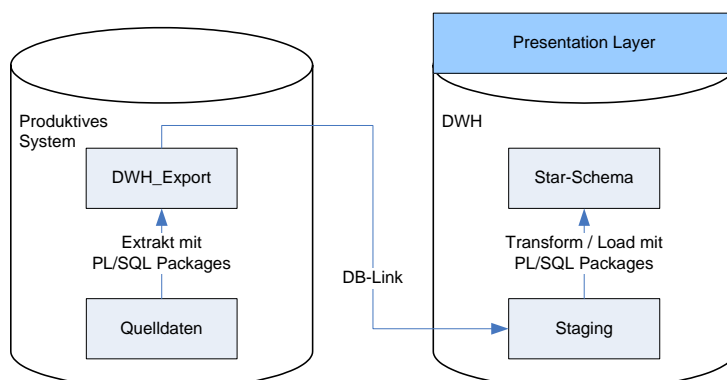 Presentation Layer
Produktives
System
DWH_Export
Extrakt mit
PL/SQL Packages
Quelldaten
DB-Link
DWH
Star-Schema
Transform / Load mit
PL/SQL Packages
Staging